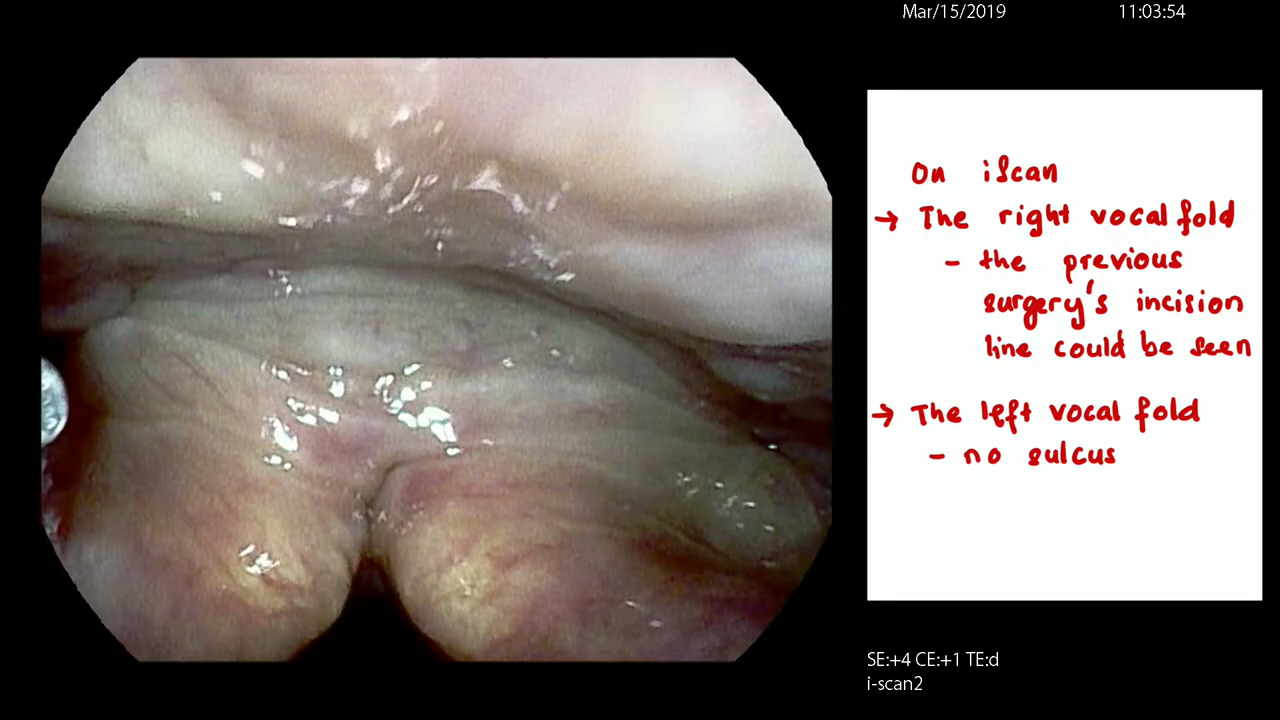 Mar/15/2019 11:03:54
On iScan
→ The right vocal fold
- the previous
surgery's incision
line could be seen
→ The left vocal fold
- no sulcus
SE:+4 CE:+1 TE:d
i-scan2